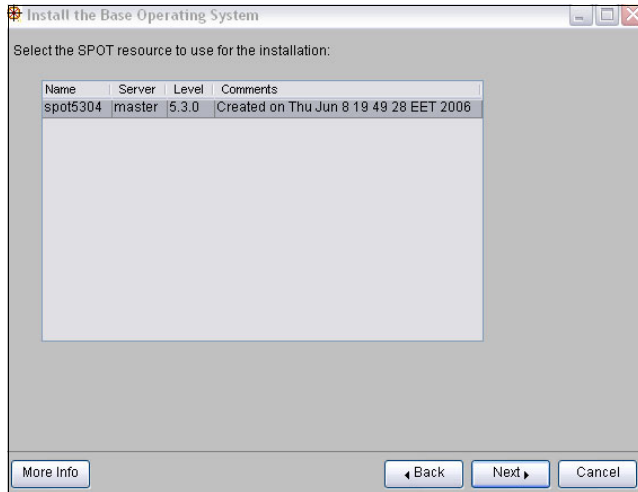 Install the Base Operating System
Select the SPOT resource to use for the installation:
Name Server Level Comments
spot5304 master 5.3.0 Created on Thu Jun 8 19 49 28 EET 2006
More Info Back Next Cancel